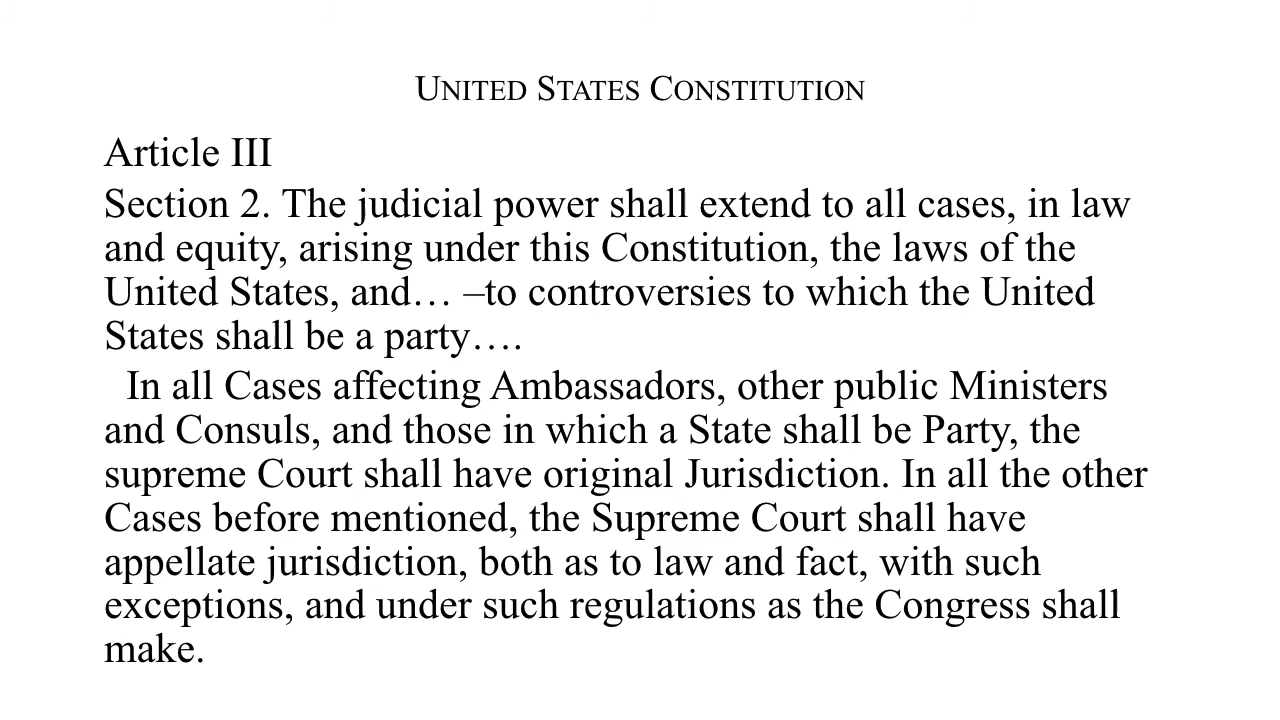 UNITED STATES CONSTITUTION
Article III
Section 2. The judicial power shall extend to all cases, in law
and equity, arising under this Constitution, the laws of the
United States, and… –to controversies to which the United
States shall be a party….
In all Cases affecting Ambassadors, other public Ministers
and Consuls, and those in which a State shall be Party, the
supreme Court shall have original Jurisdiction. In all the other
Cases before mentioned, the Supreme Court shall have
appellate jurisdiction, both as to law and fact, with such
exceptions, and under such regulations as the Congress shall
make.